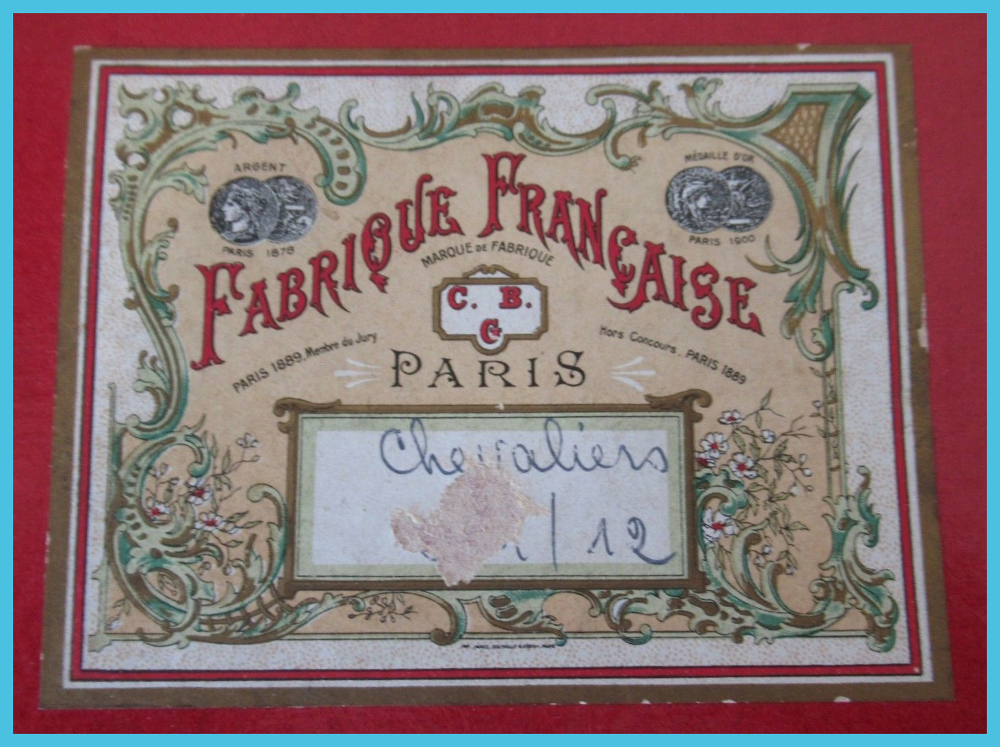 ARGENT
PARIS 1878
MÉDAILLE D'OR
PARIS 1900
FABRIQUE FRANÇAISE
MARQUE DE FABRIQUE
C. B.
G
PARIS 1889, Membre du Jury
Hors Concours, PARIS 1889
PARIS
Chevaliers
/ 12